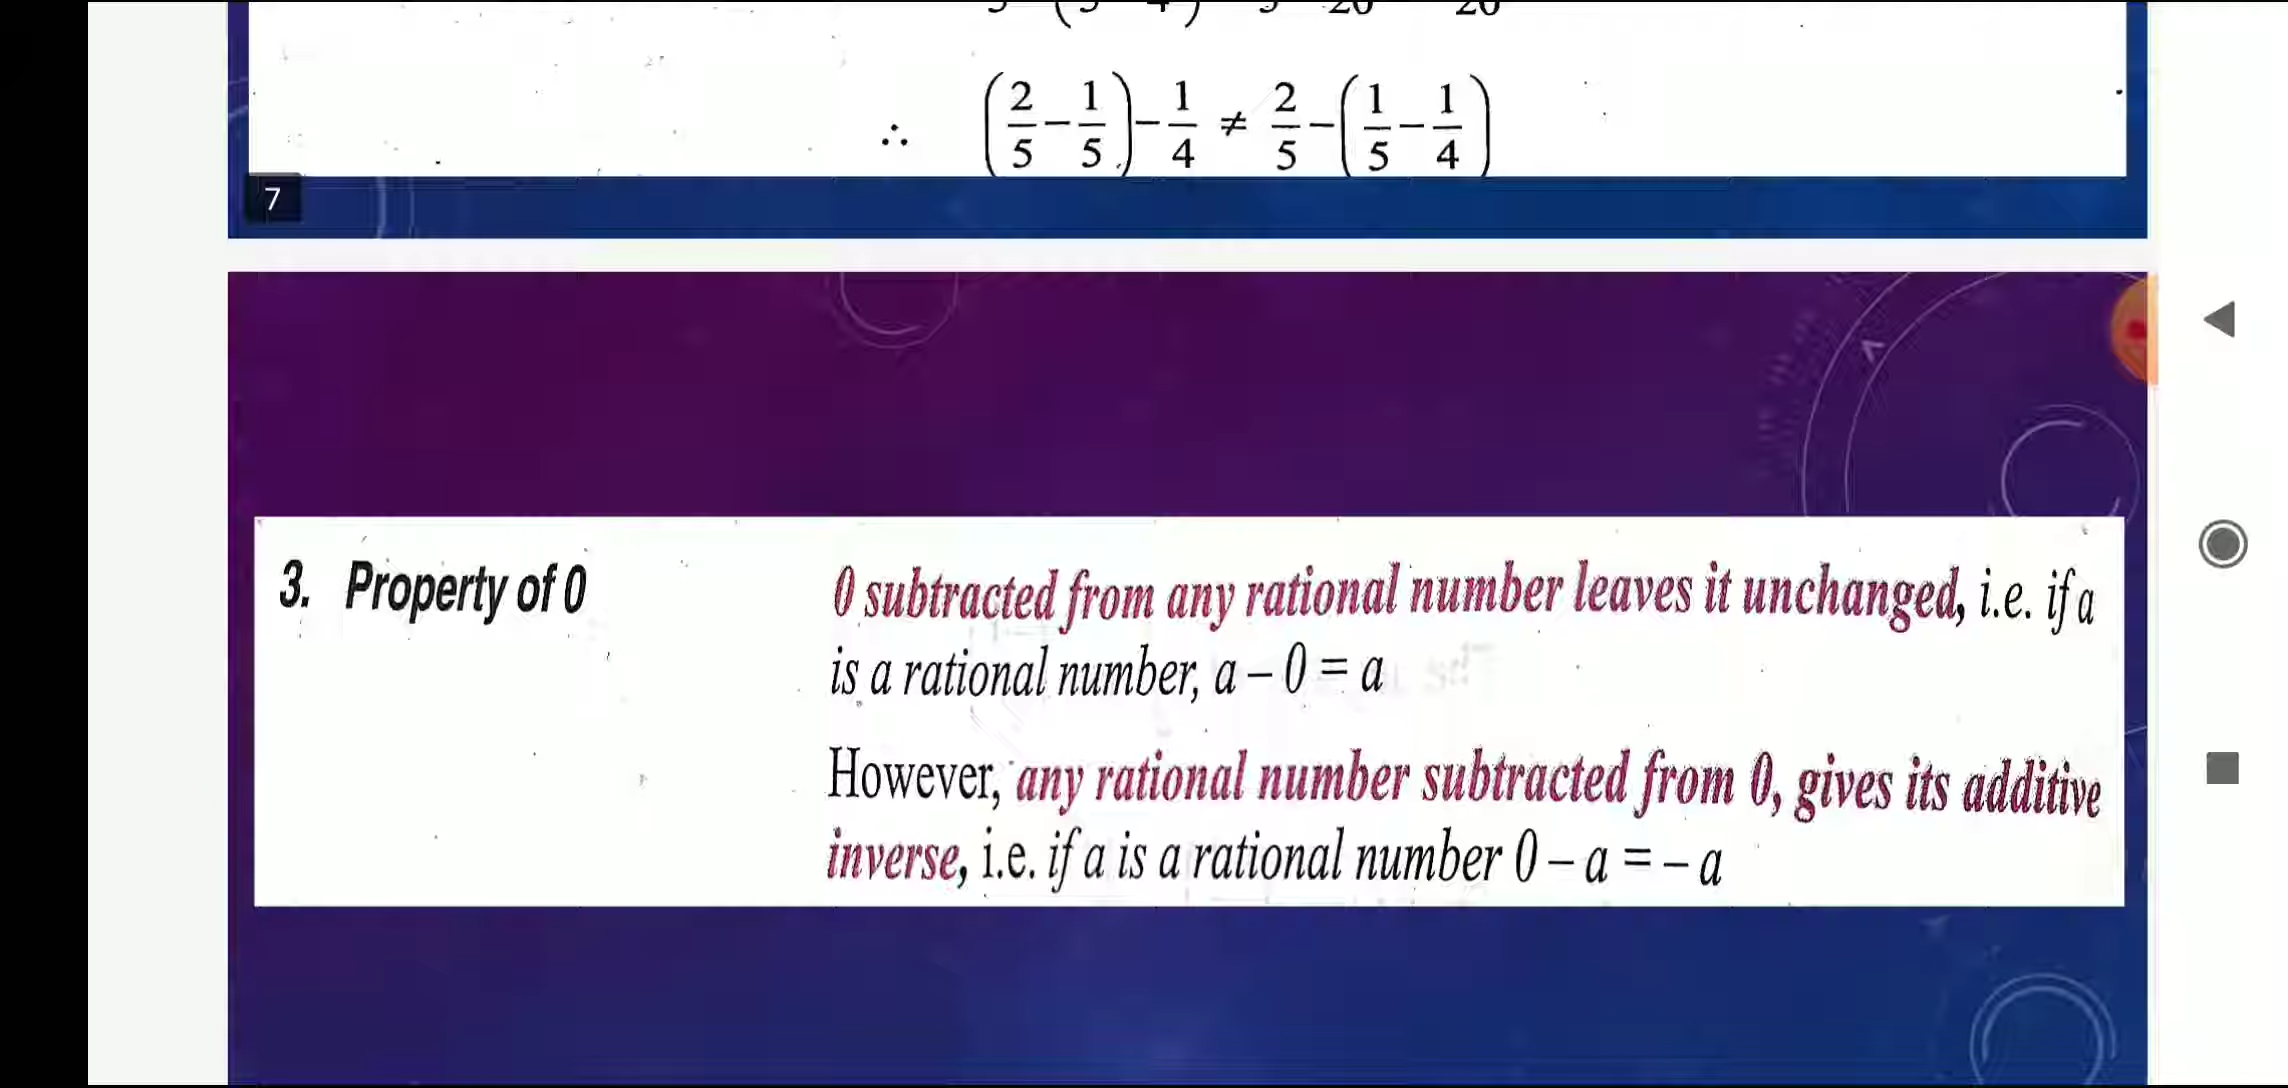 ∴ (2/5 − 1/5) − 1/4 ≠ 2/5 − (1/5 − 1/4)
7
3. Property of 0
0 subtracted from any rational number leaves it unchanged, i.e. if a
is a rational number, a – 0 = a
However, any rational number subtracted from 0, gives its additive
inverse, i.e. if a is a rational number 0 – a = – a